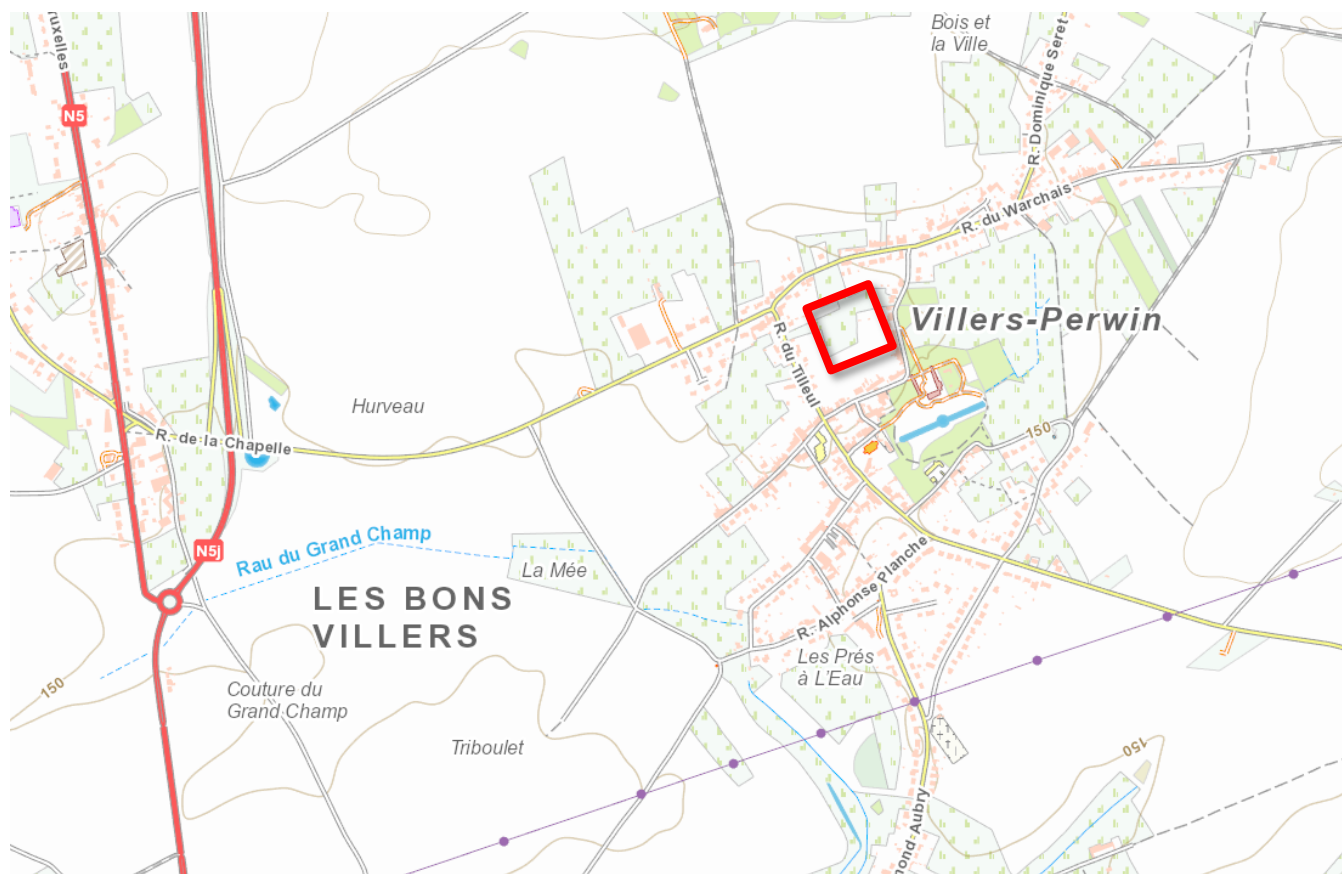 Bois et
la Ville
R. Dominique Seret
N5
R. du Warchais
Villers-Perwin
R. du Tilleul
Hurveau
R. de la Chapelle
150
N5j
Rau du Grand Champ
La Mée
LES BONS
VILLERS
R. Alphonse Planche
Les Prés
à L'Eau
150
Couture du
Grand Champ
Triboulet
150